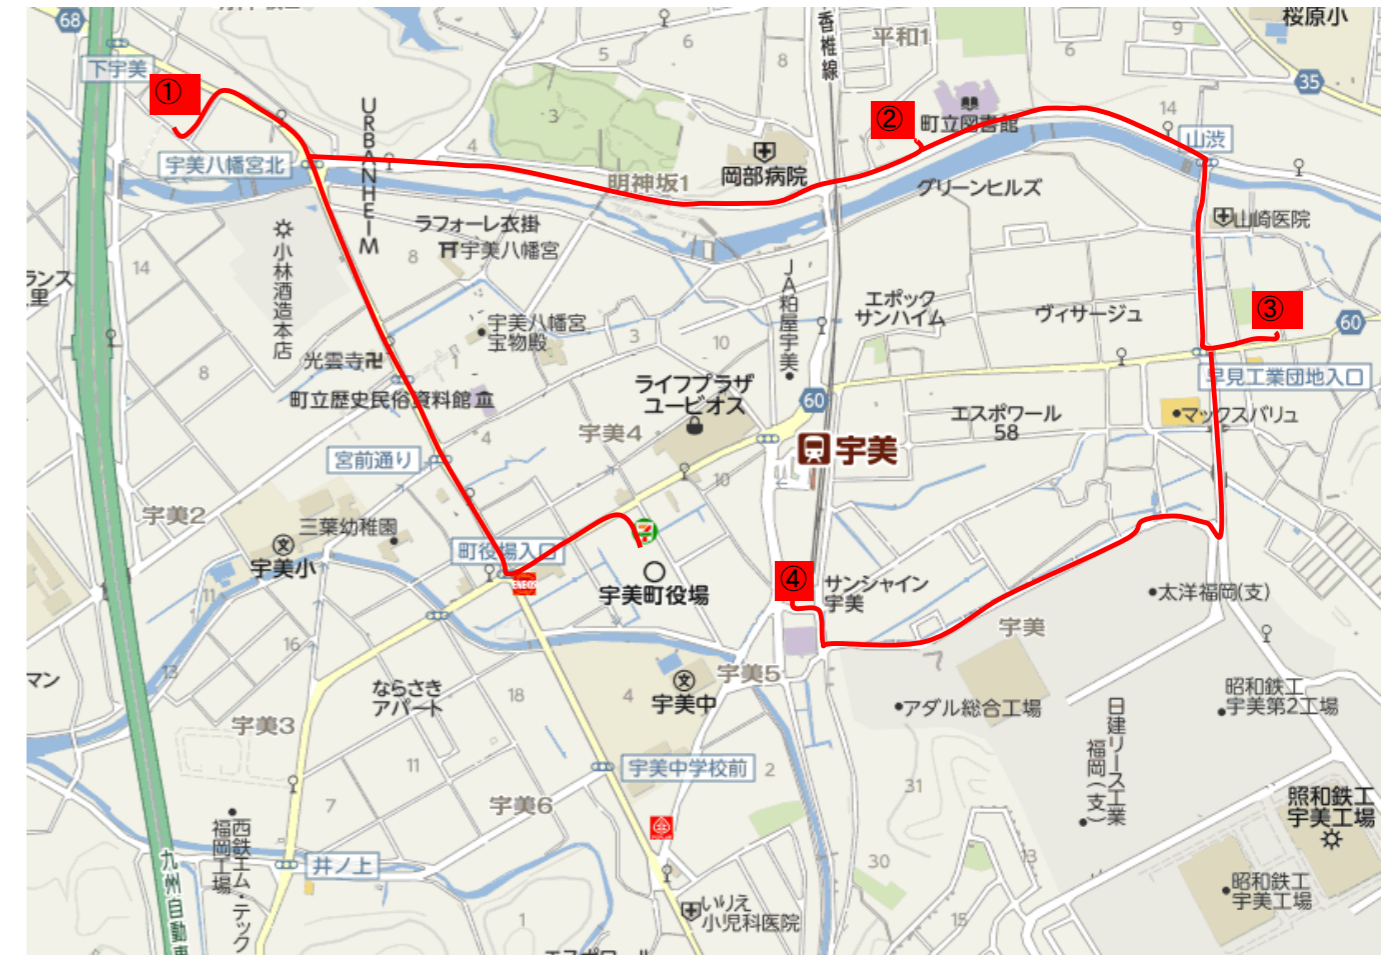 68
下宇美
①
URBANHEIM
宇美八幡宮北
4
3
5
6
8
香椎線
平和1
6
9
桜原小
35
②
町立図書館
14
山渋
岡部病院
明神坂1
グリーンヒルズ
山崎医院
小林酒造本店
ラフォーレ衣掛
8
宇美八幡宮
JA粕屋宇美
エポック
サンハイム
ヴィサージュ
③
60
14
8
光雲寺
宇美八幡宮
宝物殿
1
3
10
町立歴史民俗資料館
ライフプラザ
ユービオス
60
早見工業団地入口
マックスバリュ
エスポワール
58
宇美4
4
宮前通り
宇美
10
宇美2
三葉幼稚園
宇美小
町役場入口
ENEOS
7
宇美町役場
④
サンシャイン
宇美
太洋福岡(支)
宇美
11
16
13
宇美5
7
マン
ならさき
アパート
18
4
宇美中
アダル総合工場
昭和鉄工
宇美第2工場
日建リース工業
福岡(支)
宇美3
11
宇美中学校前
2
31
7
宇美6
照和鉄工
宇美工場
西鉄エム・テック
福岡工場
井ノ上
30
13
昭和鉄工
宇美工場
九州自動車
1
いりえ
小児科医院
15